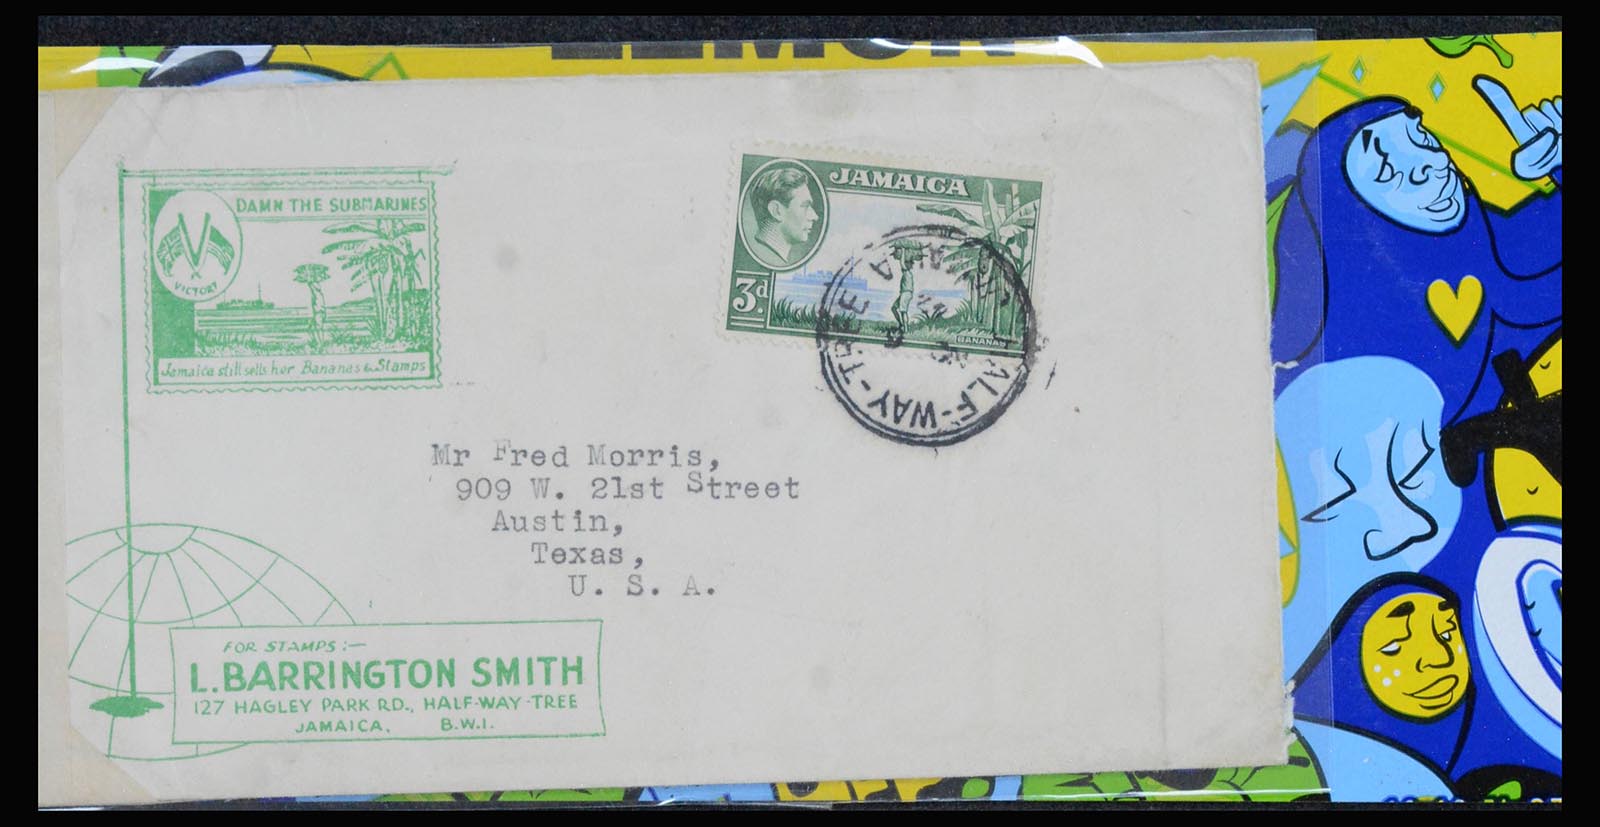 DAMN THE SUBMARINES
VICTORY
Jamaica still sells her Bananas & Stamps
JAMAICA
3d.
BANANAS
HALF-WAY-TREE
JAMAICA
Mr Fred Morris,
909 W. 21st Street
Austin,
Texas,
U. S. A.
FOR STAMPS :—
L. BARRINGTON SMITH
127 HAGLEY PARK RD., HALF-WAY-TREE
JAMAICA, B.W.I.